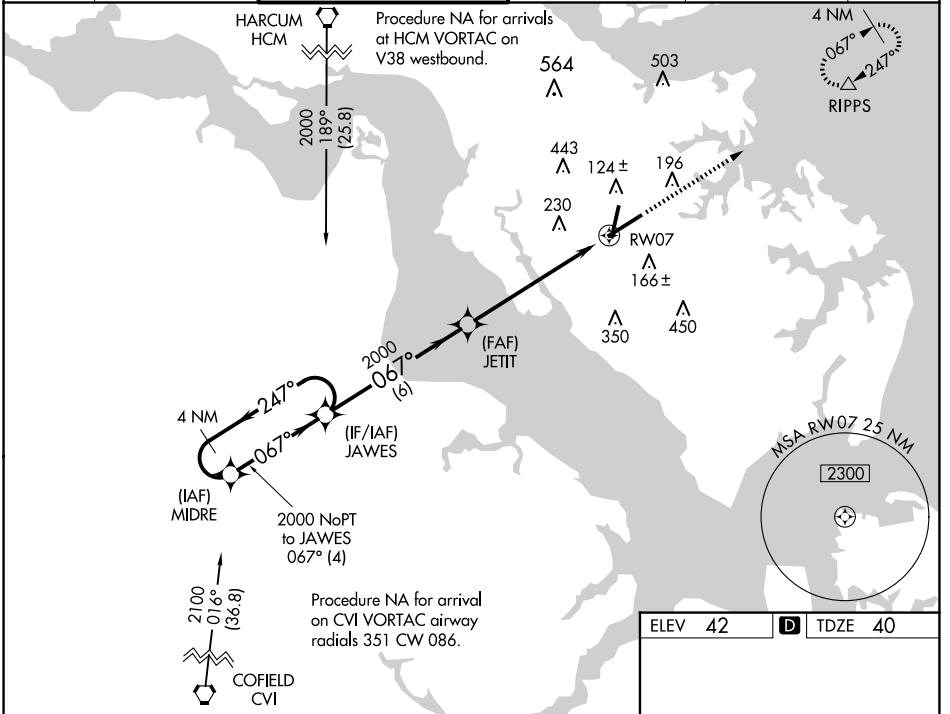 HARCUM
HCM
Procedure NA for arrivals
at HCM VORTAC on
V38 westbound.
4 NM
067°
247°
RIPPS
2000
189°
(25.8)
564
503
443
124±
196
230
RW07
166±
350
450
(FAF)
JETIT
2000
067°
(6)
4 NM
247°
067°
(IF/IAF)
JAWES
(IAF)
MIDRE
2000 NoPT
to JAWES
067° (4)
MSA RW07 25 NM
2300
2100
016°
(36.8)
Procedure NA for arrival
on CVI VORTAC airway
radials 351 CW 086.
COFIELD
CVI
ELEV 42 D TDZE 40